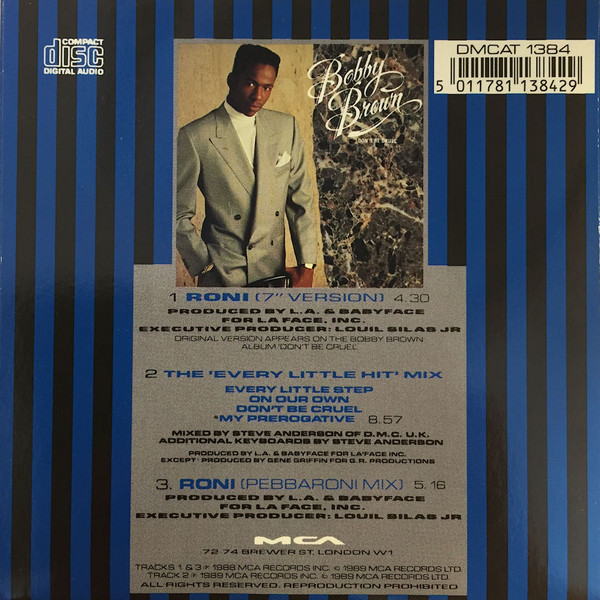 COMPACT
disc
DIGITAL AUDIO
Bobby
Brown
DON'T BE CRUEL
DMCAT 1384
5 011781 138429
1 RONI (7" VERSION) 4.30
PRODUCED BY L.A. & BABYFACE
FOR LA FACE, INC.
EXECUTIVE PRODUCER: LOUIL SILAS JR
ORIGINAL VERSION APPEARS ON THE BOBBY BROWN
ALBUM 'DON'T BE CRUEL'.
2 THE 'EVERY LITTLE HIT' MIX
EVERY LITTLE STEP
ON OUR OWN
DON'T BE CRUEL
*MY PREROGATIVE 8.57
MIXED BY STEVE ANDERSON OF D.M.C. U.K.
ADDITIONAL KEYBOARDS BY STEVE ANDERSON
PRODUCED BY L.A. & BABYFACE FOR LA'FACE INC.
EXCEPT* PRODUCED BY GENE GRIFFIN FOR G.R. PRODUCTIONS
3. RONI (PEBBARONI MIX) 5.16
PRODUCED BY L.A. & BABYFACE
FOR LA FACE, INC.
EXECUTIVE PRODUCER: LOUIL SILAS JR
MCA
72-74 BREWER ST, LONDON W1
TRACKS 1 & 3 ℗ 1988 MCA RECORDS INC. © 1989 MCA RECORDS LTD.
TRACK 2 ℗ 1989 MCA RECORDS INC. © 1989 MCA RECORDS LTD.
ALL RIGHTS RESERVED. REPRODUCTION PROHIBITED